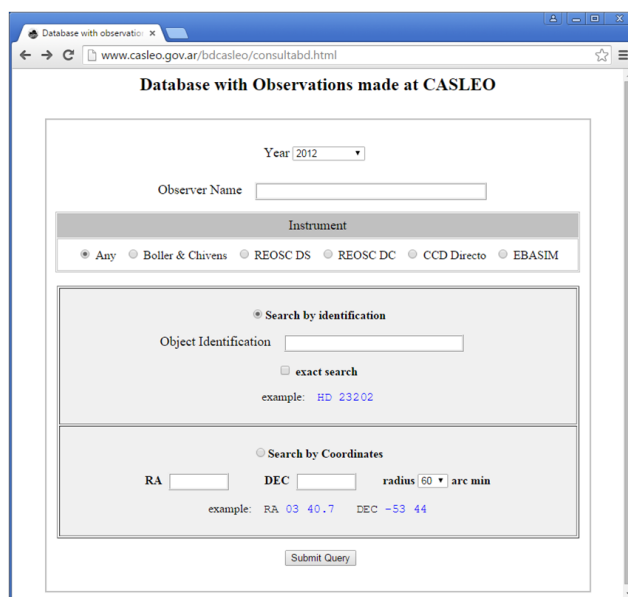 Database with observation
www.casleo.gov.ar/bdcasleo/consultabd.html
Database with Observations made at CASLEO
Year 2012
Observer Name
Instrument
Any Boller & Chivens REOSC DS REOSC DC CCD Directo EBASIM
Search by identification
Object Identification
exact search
example: HD 23202
Search by Coordinates
RA DEC radius 60 arc min
example: RA 03 40.7 DEC -53 44
Submit Query